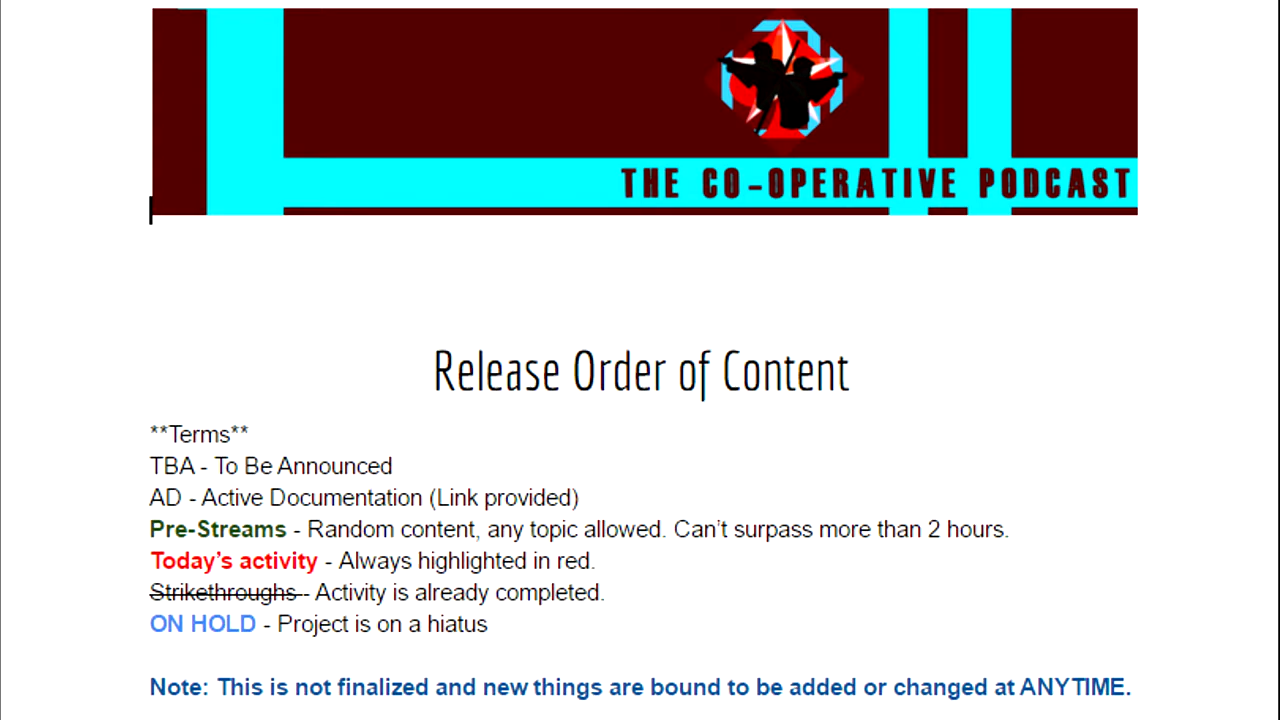 THE CO-OPERATIVE PODCAST
Release Order of Content
**Terms**
TBA - To Be Announced
AD - Active Documentation (Link provided)
Pre-Streams - Random content, any topic allowed. Can’t surpass more than 2 hours.
Today’s activity - Always highlighted in red.
Strikethroughs - Activity is already completed.
ON HOLD - Project is on a hiatus
Note: This is not finalized and new things are bound to be added or changed at ANYTIME.